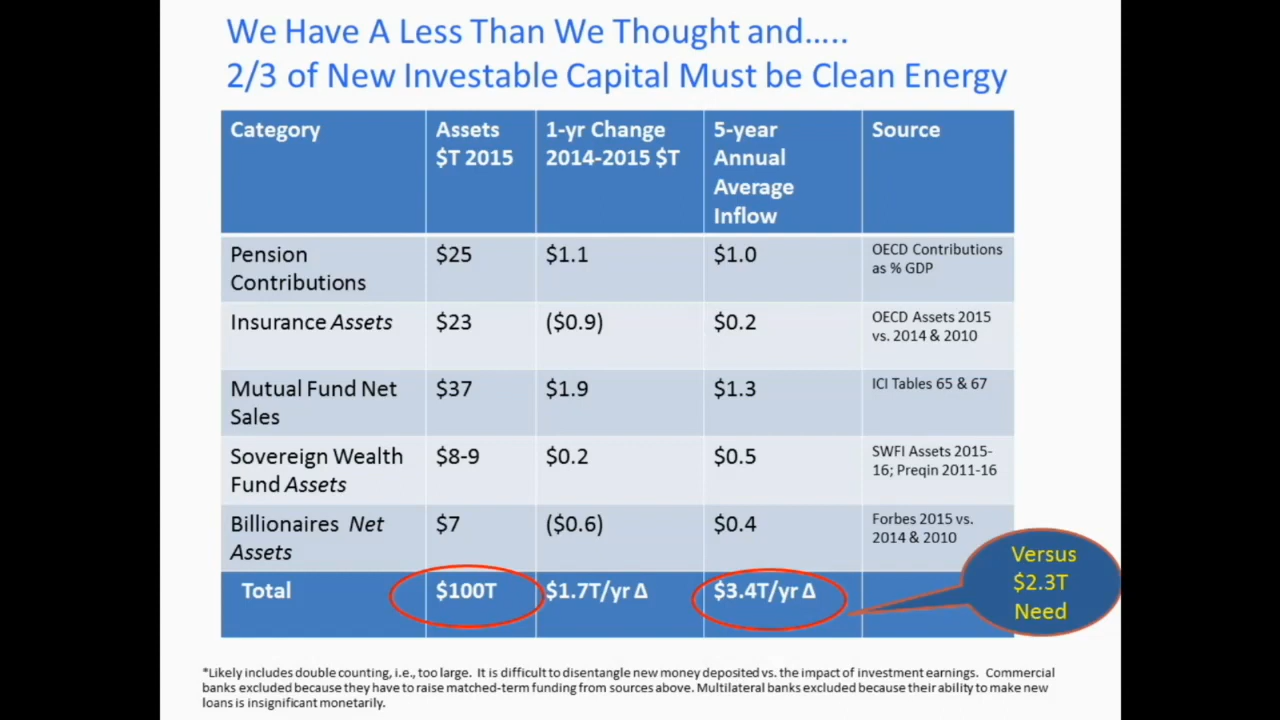 We Have A Less Than We Thought and…..
2/3 of New Investable Capital Must be Clean Energy
Category
Assets
$T 2015
1-yr Change
2014-2015 $T
5-year
Annual
Average
Inflow
Source
Pension
Contributions
$25
$1.1
$1.0
OECD Contributions
as % GDP
Insurance Assets
$23
($0.9)
$0.2
OECD Assets 2015
vs. 2014 & 2010
Mutual Fund Net
Sales
$37
$1.9
$1.3
ICI Tables 65 & 67
Sovereign Wealth
Fund Assets
$8-9
$0.2
$0.5
SWFI Assets 2015-
16; Preqin 2011-16
Billionaires Net
Assets
$7
($0.6)
$0.4
Forbes 2015 vs.
2014 & 2010
Total
$100T
$1.7T/yr Δ
$3.4T/yr Δ
Versus
$2.3T
Need
*Likely includes double counting, i.e., too large. It is difficult to disentangle new money deposited vs. the impact of investment earnings. Commercial
banks excluded because they have to raise matched-term funding from sources above. Multilateral banks excluded because their ability to make new
loans is insignificant monetarily.